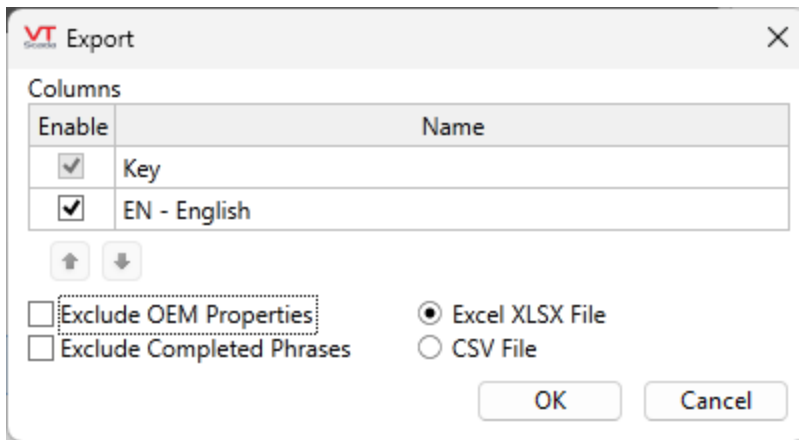 VT Scada Export
Columns
Enable Name
Key
EN - English
Exclude OEM Properties Excel XLSX File
Exclude Completed Phrases CSV File
OK Cancel